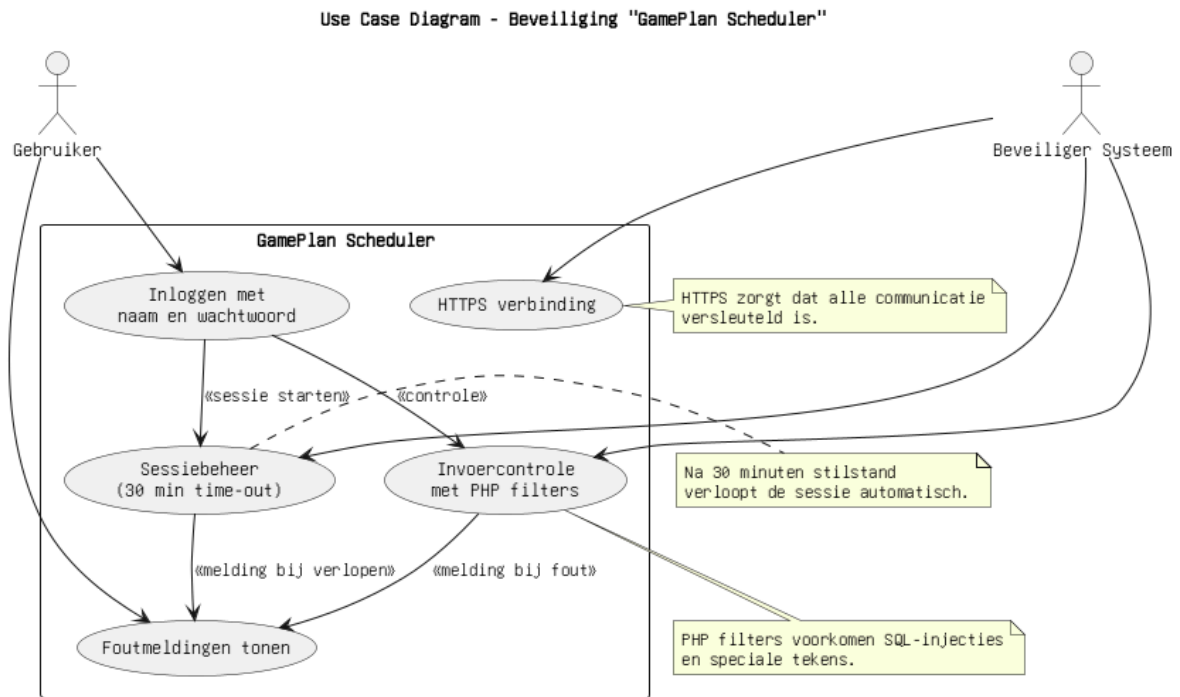 Use Case Diagram - Beveiliging "GamePlan Scheduler"
Gebruiker
Beveiliger Systeem
GamePlan Scheduler
Inloggen met
naam en wachtwoord
HTTPS verbinding
HTTPS zorgt dat alle communicatie
versleuteld is.
«sessie starten»
«controle»
Sessiebeheer
(30 min time-out)
Invoercontrole
met PHP filters
Na 30 minuten stilstand
verloopt de sessie automatisch.
«melding bij verlopen»
«melding bij fout»
Foutmeldingen tonen
PHP filters voorkomen SQL-injecties
en speciale tekens.